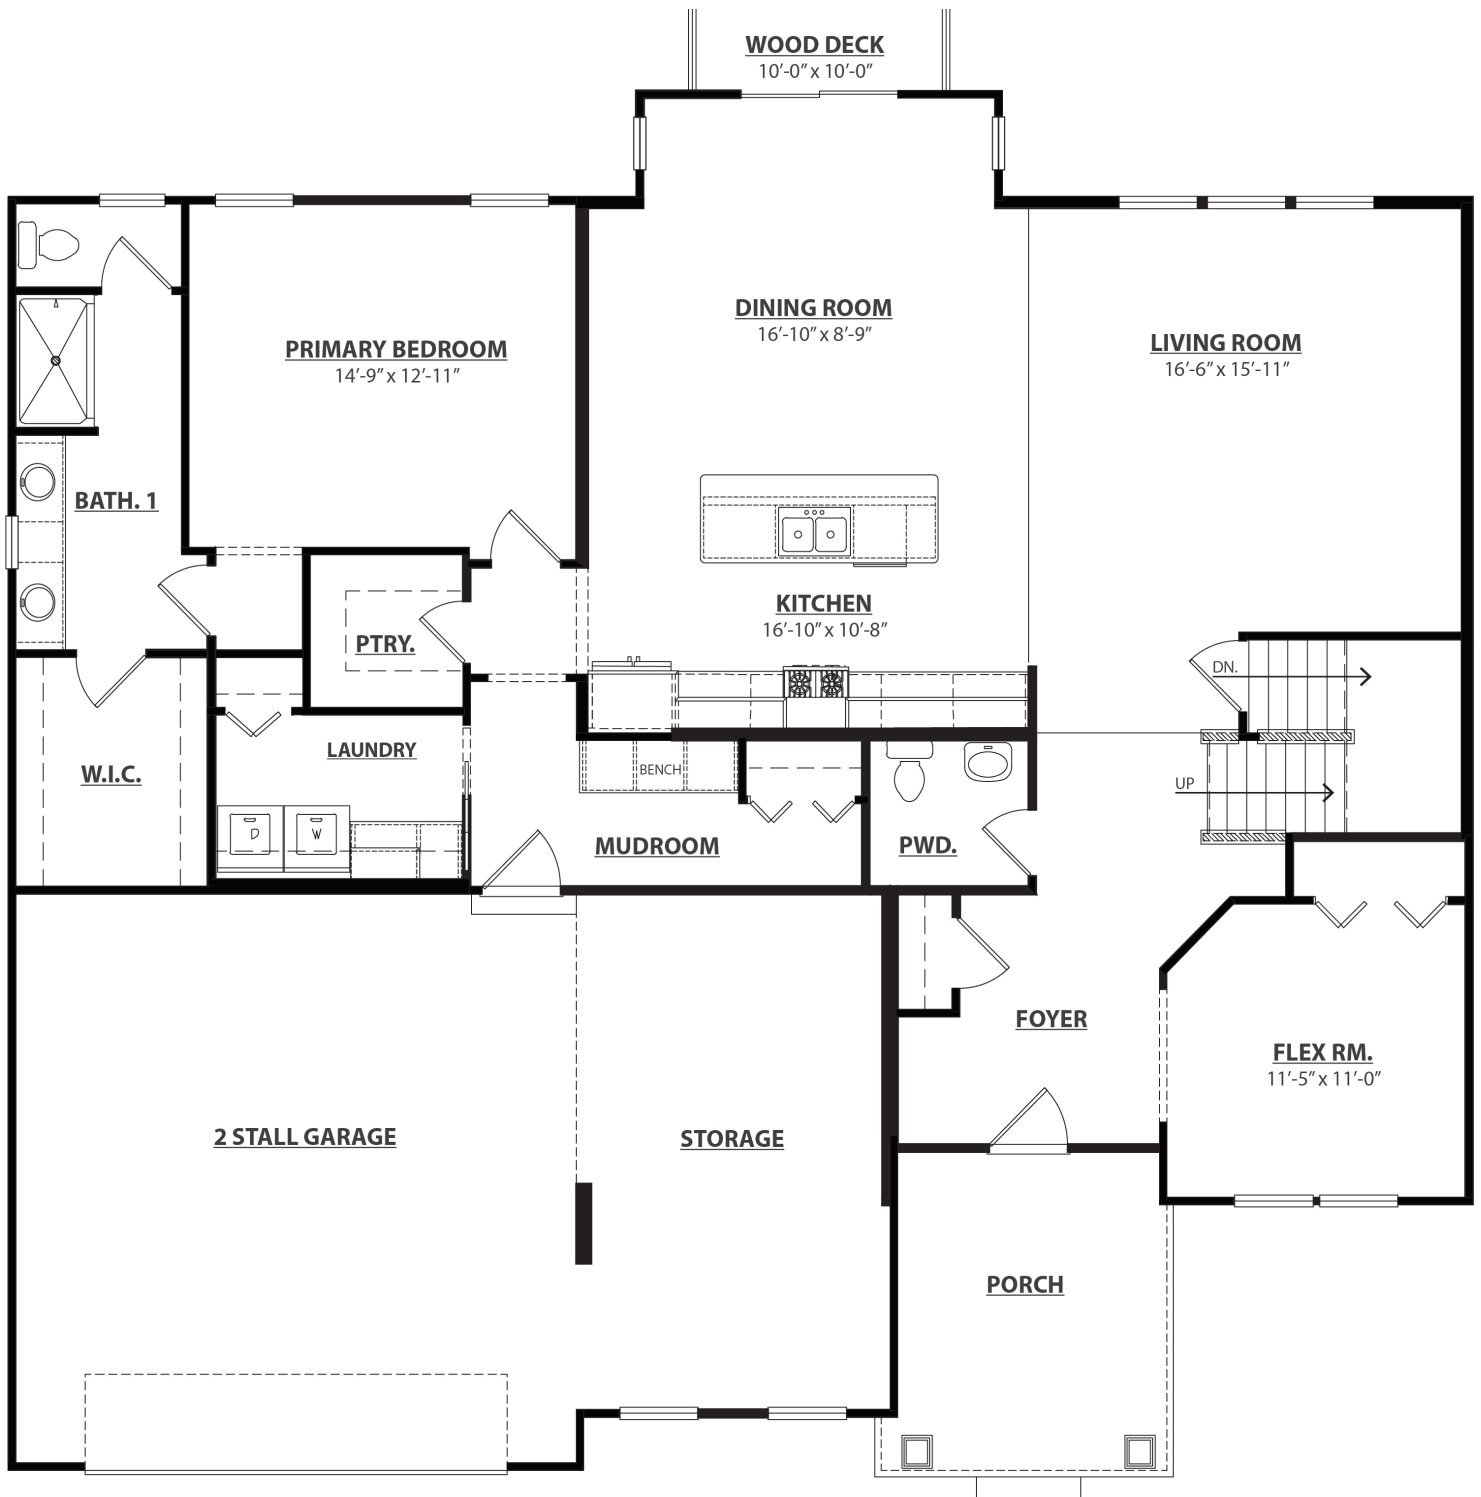 WOOD DECK
10’-0” x 10’-0”
DINING ROOM
16’-10” x 8’-9”
PRIMARY BEDROOM
14’-9” x 12’-11”
LIVING ROOM
16’-6” x 15’-11”
BATH. 1
KITCHEN
16’-10” x 10’-8”
PTRY.
DN.
LAUNDRY
W.I.C.
BENCH
UP
D
W
MUDROOM
PWD.
FOYER
FLEX RM.
11’-5” x 11’-0”
2 STALL GARAGE
STORAGE
PORCH